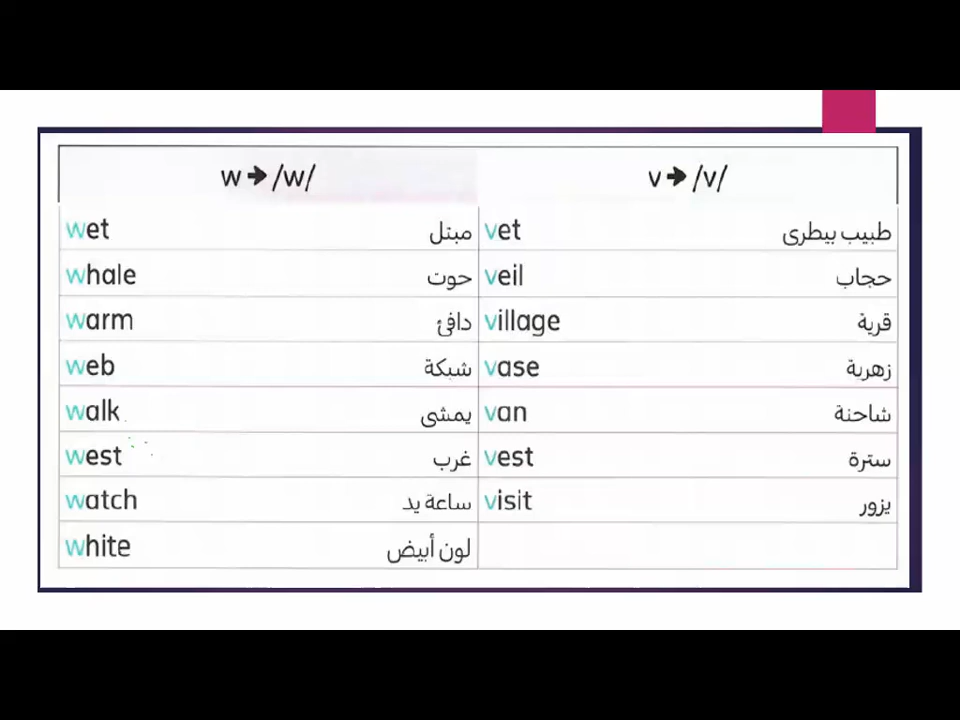 w → /w/ v → /v/
wet مبتل vet طبيب بيطرى
whale حوت veil حجاب
warm دافئ village قرية
web شبكة vase زهرية
walk يمشى van شاحنة
west غرب vest سترة
watch ساعة يد visit يزور
white لون أبيض